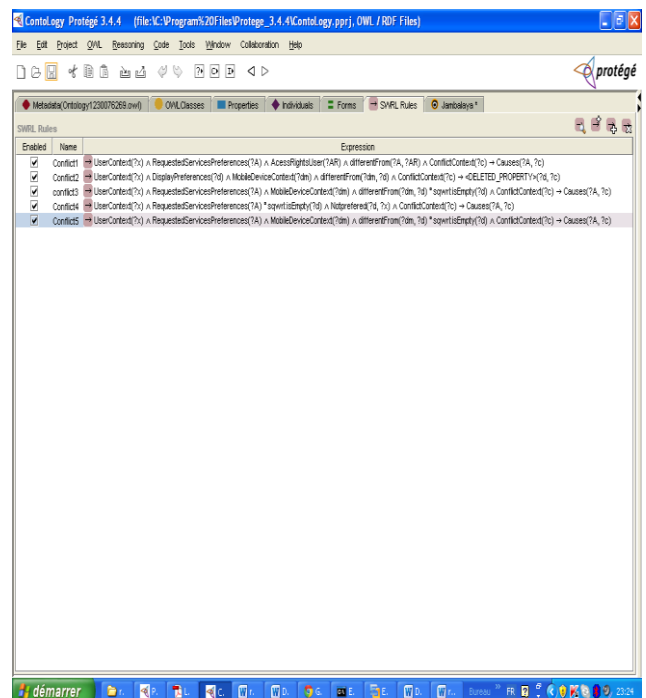 ContoLogy Protégé 3.4.4 (file:\C:\Program%20Files\Protege_3.4.4\ContoLogy.pprj, OWL / RDF Files)
File Edit Project OWL Reasoning Code Tools Window Collaboration Help
protégé
Metadata(Ontology1230076269.owl) OWLClasses Properties Individuals Forms SWRL Rules Jambalaya *
SWRL Rules
Enabled Name Expression
Conflict1 UserContext(?x) ∧ RequestedServicesPreferences(?A) ∧ AcessRightsUser(?AR) ∧ differentFrom(?A, ?AR) ∧ ConflictContext(?c) → Causes(?A, ?c)
Conflict2 UserContext(?x) ∧ DisplayPreferences(?d) ∧ MobileDeviceContext(?dm) ∧ differentFrom(?dm, ?d) ∧ ConflictContext(?c) → <DELETED_PROPERTY>(?d, ?c)
conflict3 UserContext(?x) ∧ RequestedServicesPreferences(?A) ∧ MobileDeviceContext(?dm) ∧ differentFrom(?dm, ?d) * sqwrl:isEmpty(?d) ∧ ConflictContext(?c) → Causes(?A, ?c)
Conflict4 UserContext(?x) ∧ RequestedServicesPreferences(?A) * sqwrl:isEmpty(?d) ∧ Notprefered(?d, ?x) ∧ ConflictContext(?c) → Causes(?A, ?c)
Conflict5 UserContext(?x) ∧ RequestedServicesPreferences(?A) ∧ MobileDeviceContext(?dm) ∧ differentFrom(?dm, ?d) * sqwrl:isEmpty(?d) ∧ ConflictContext(?c) → Causes(?A, ?c)
démarrer r. P. L. C. r. D. G. E. E. D. r... Bureau » FR 23:24